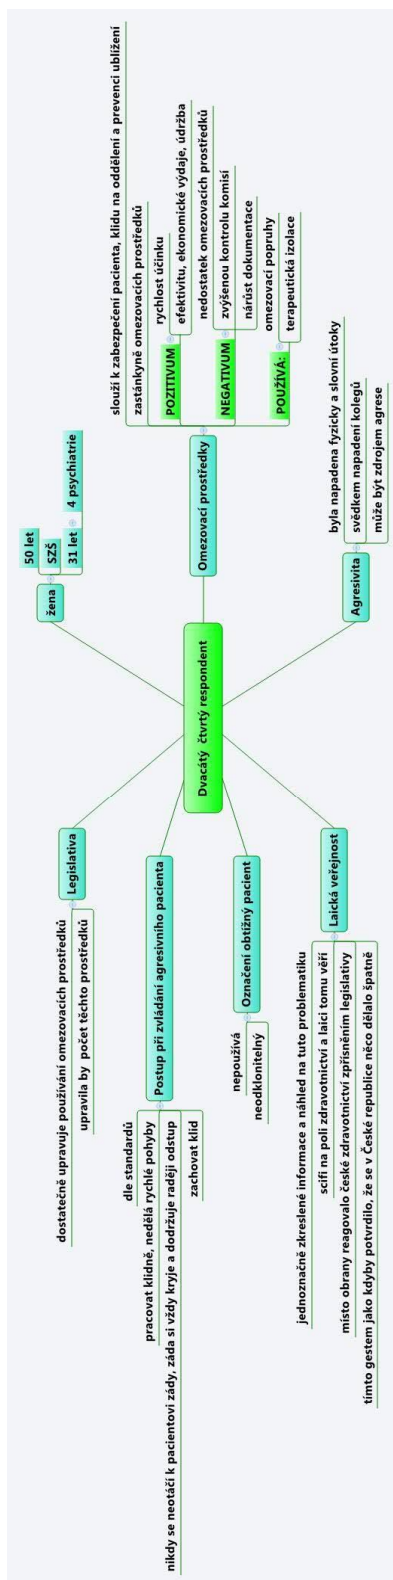 Dvacátý čtvrtý respondent
žena
50 let
SZŠ
31 let
4 psychiatrie
Omezovací prostředky
slouží k zabezpečení pacienta, klidu na oddělení a prevenci ublížení
zastánkyně omezovacích prostředků
POZITIVUM
rychlost účinku
efektivitu, ekonomické výdaje, údržba
NEGATIVUM
nedostatek omezovacích prostředků
zvýšenou kontrolu komisí
nárůst dokumentace
POUŽÍVÁ:
omezovací popruhy
terapeutická izolace
Agresivita
byla napadena fyzicky a slovní útoky
svědkem napadení kolegů
může být zdrojem agrese
Legislativa
dostatečně upravuje používání omezovacích prostředků
upravila by počet těchto prostředků
Postup při zvládání agresivního pacienta
dle standardů
pracovat klidně, nedělá rychlé pohyby
nikdy se neotáčí k pacientovi zády, záda si vždy kryje a dodržuje raději odstup
zachovat klid
Označení obtížný pacient
nepoužívá
neodklonitelný
Laická veřejnost
jednoznačně zkreslené informace a náhled na tuto problematiku
scifi na poli zdravotnictví a laici tomu věří
místo obrany reagovalo české zdravotnictví zpřísněním legislativy
tímto gestem jako kdyby potvrdilo, že se v České republice něco dělalo špatně